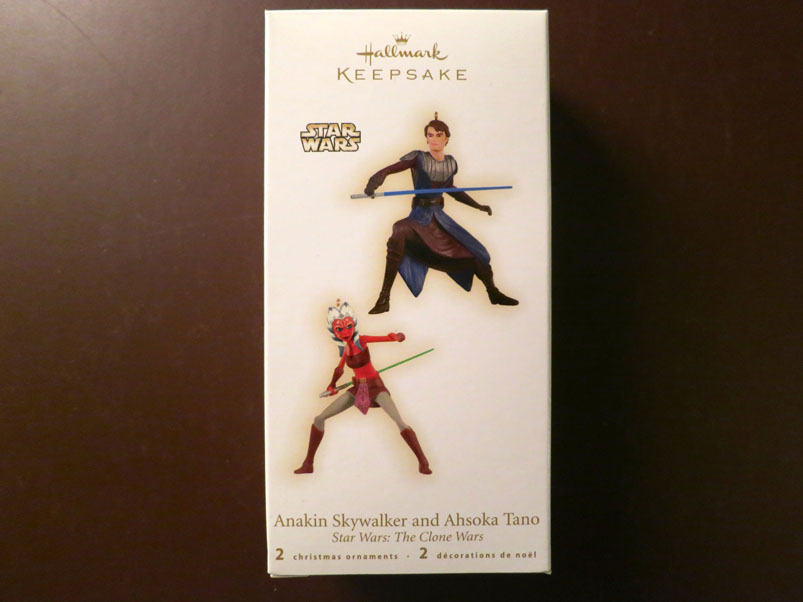 Hallmark
KEEPSAKE
STAR
WARS
Anakin Skywalker and Ahsoka Tano
Star Wars: The Clone Wars
2 christmas ornaments · 2 décorations de noël